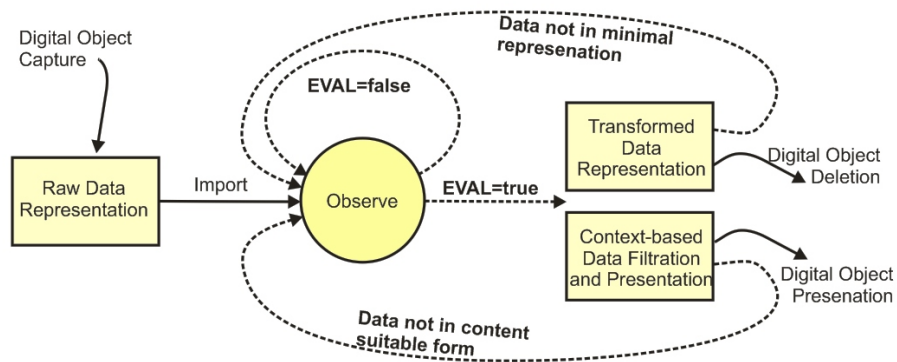 Digital Object
Capture
Raw Data
Representation
Import
EVAL=false
Observe
EVAL=true
Data not in minimal
represenation
Transformed
Data
Representation
Digital Object
Deletion
Context-based
Data Filtration
and Presentation
Digital Object
Presenation
Data not in content
suitable form